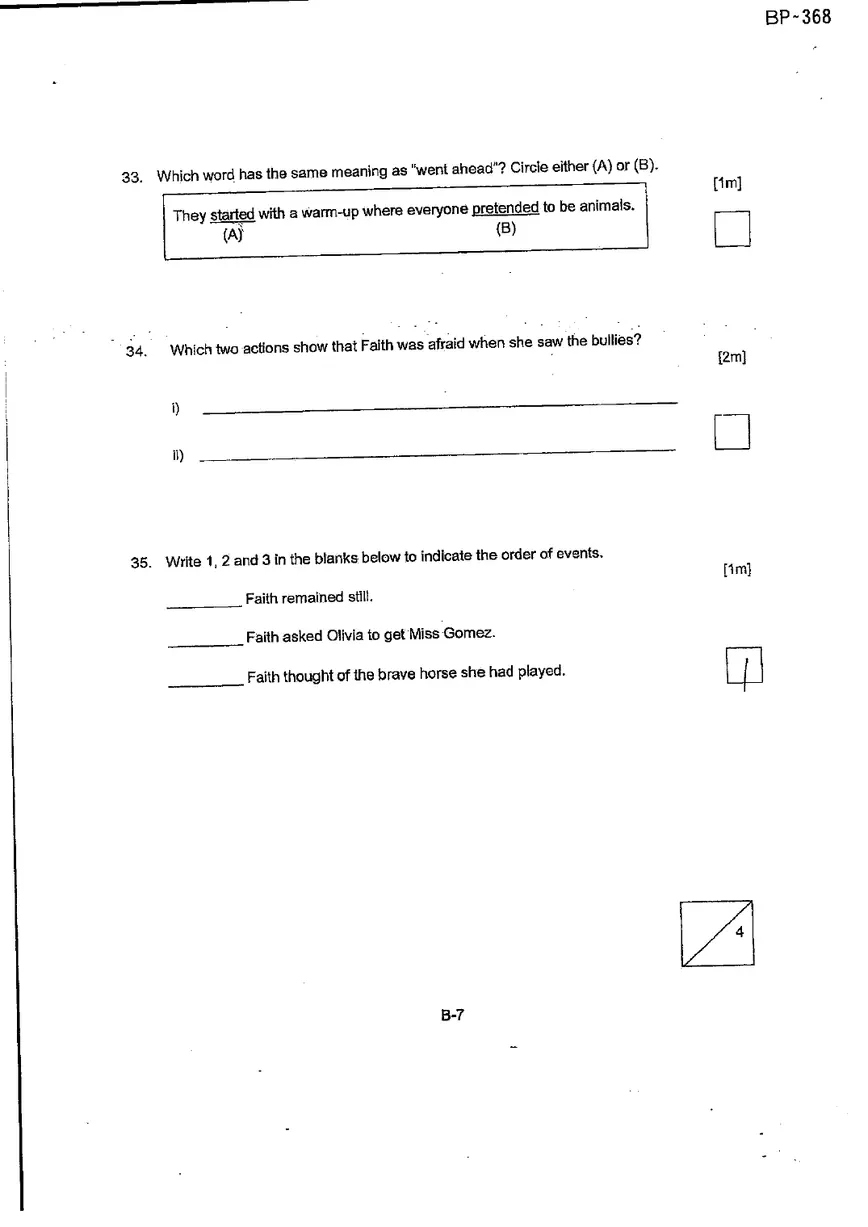 BP-368
33. Which word has the same meaning as "went ahead"? Circle either (A) or (B).
[1m]
They started with a warm-up where everyone pretended to be animals.
(A) (B)
34. Which two actions show that Faith was afraid when she saw the bullies?
[2m]
i)
ii)
35. Write 1, 2 and 3 in the blanks below to indicate the order of events.
[1m]
Faith remained still.
Faith asked Olivia to get Miss Gomez.
Faith thought of the brave horse she had played.
4
B-7